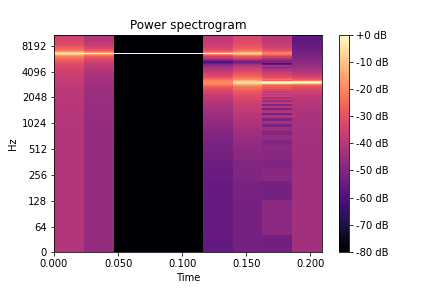 Power spectrogram
8192
4096
2048
1024
512
256
128
64
0
Hz
0.000 0.050 0.100 0.150 0.200
Time
+0 dB
-10 dB
-20 dB
-30 dB
-40 dB
-50 dB
-60 dB
-70 dB
-80 dB